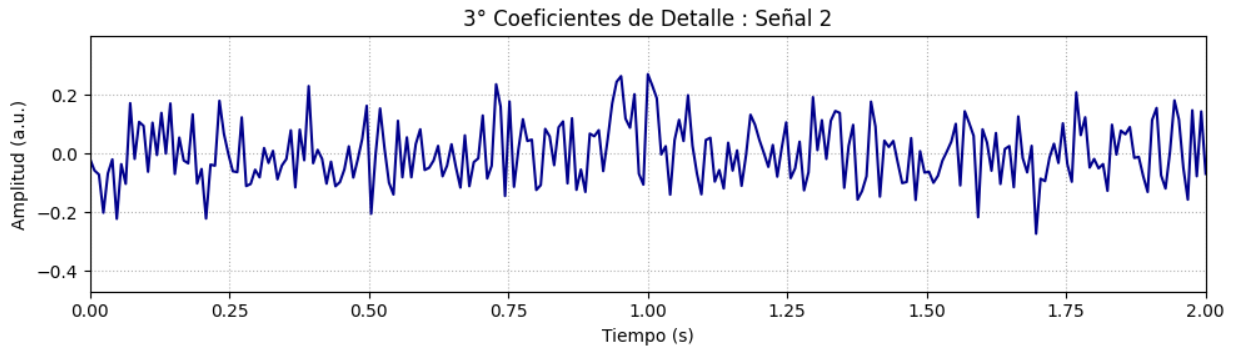 3° Coeficientes de Detalle : Señal 2
Amplitud (a.u.)
0.2
0.0
−0.2
−0.4
0.00 0.25 0.50 0.75 1.00 1.25 1.50 1.75 2.00
Tiempo (s)